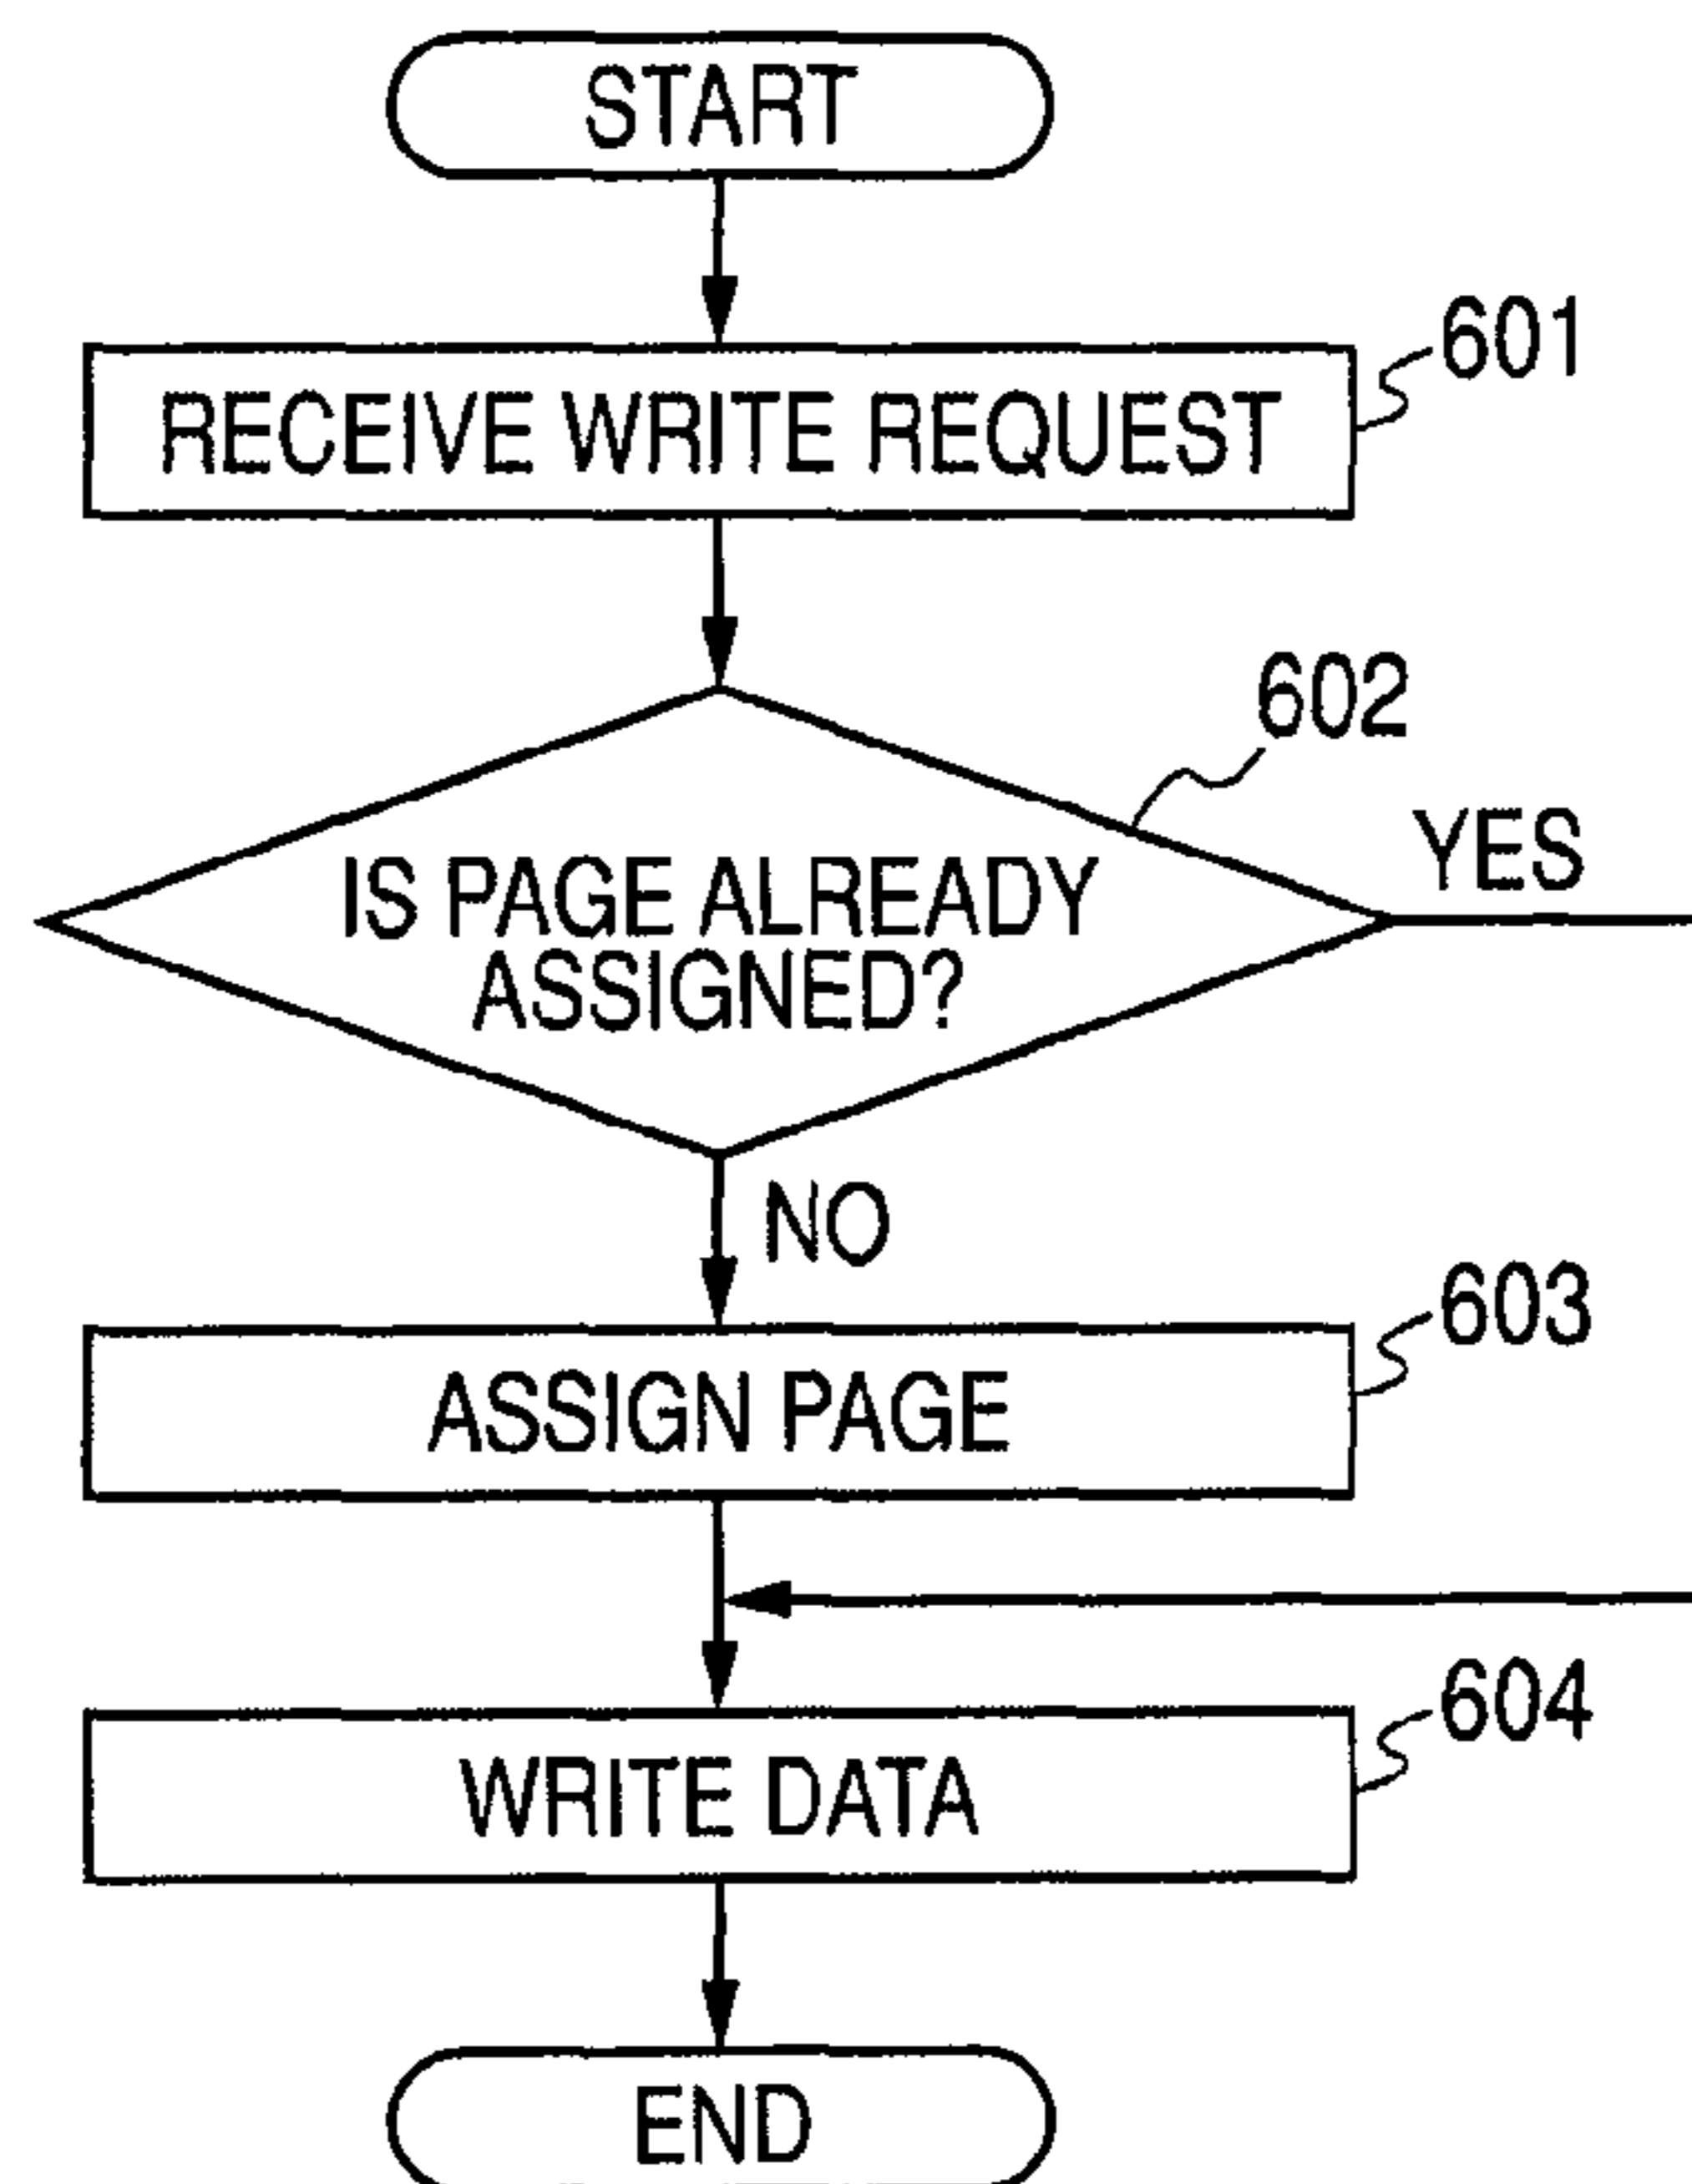 START
601
RECEIVE WRITE REQUEST
602
YES
IS PAGE ALREADY
ASSIGNED?
NO
603
ASSIGN PAGE
604
WRITE DATA
END